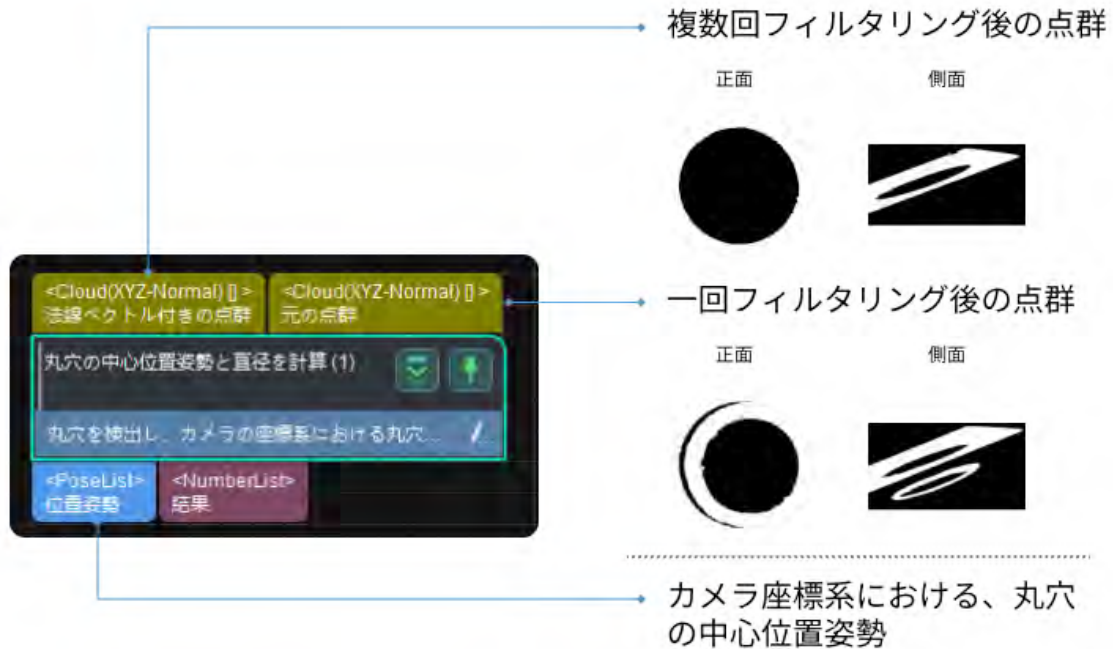 複数回フィルタリング後の点群
正面
側面
<Cloud(XYZ-Normal) [] >
法線ベクトル付きの点群
<Cloud(XYZ-Normal) [] >
元の点群
一回フィルタリング後の点群
正面
側面
丸穴の中心位置姿勢と直径を計算 (1)
丸穴を検出し、カメラの座標系における丸穴...
<PoseList>
位置姿勢
<NumberList>
結果
カメラ座標系における、丸穴
の中心位置姿勢